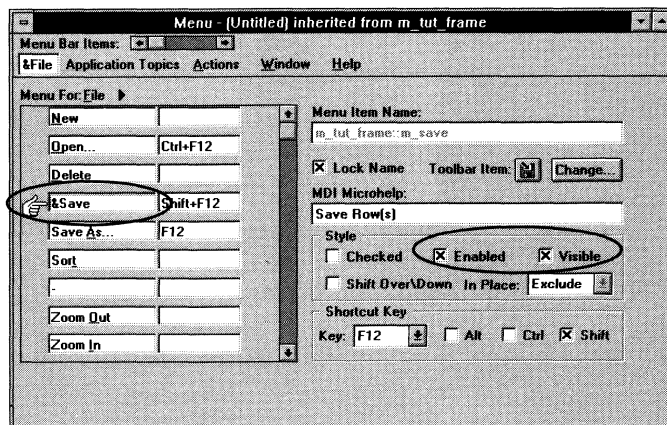 Menu - (Untitled) inherited from m_tut_frame
Menu Bar Items:
&File Application Topics Actions Window Help
Menu For: File
New
Open... Ctrl+F12
Delete
&Save Shift+F12
Save As... F12
Sort
-
Zoom Out
Zoom In
Menu Item Name:
m_tut_frame::m_save
Lock Name Toolbar Item: Change...
MDI Microhelp:
Save Row(s)
Style
Checked Enabled Visible
Shift Over\Down In Place: Exclude
Shortcut Key
Key: F12 Alt Ctrl Shift